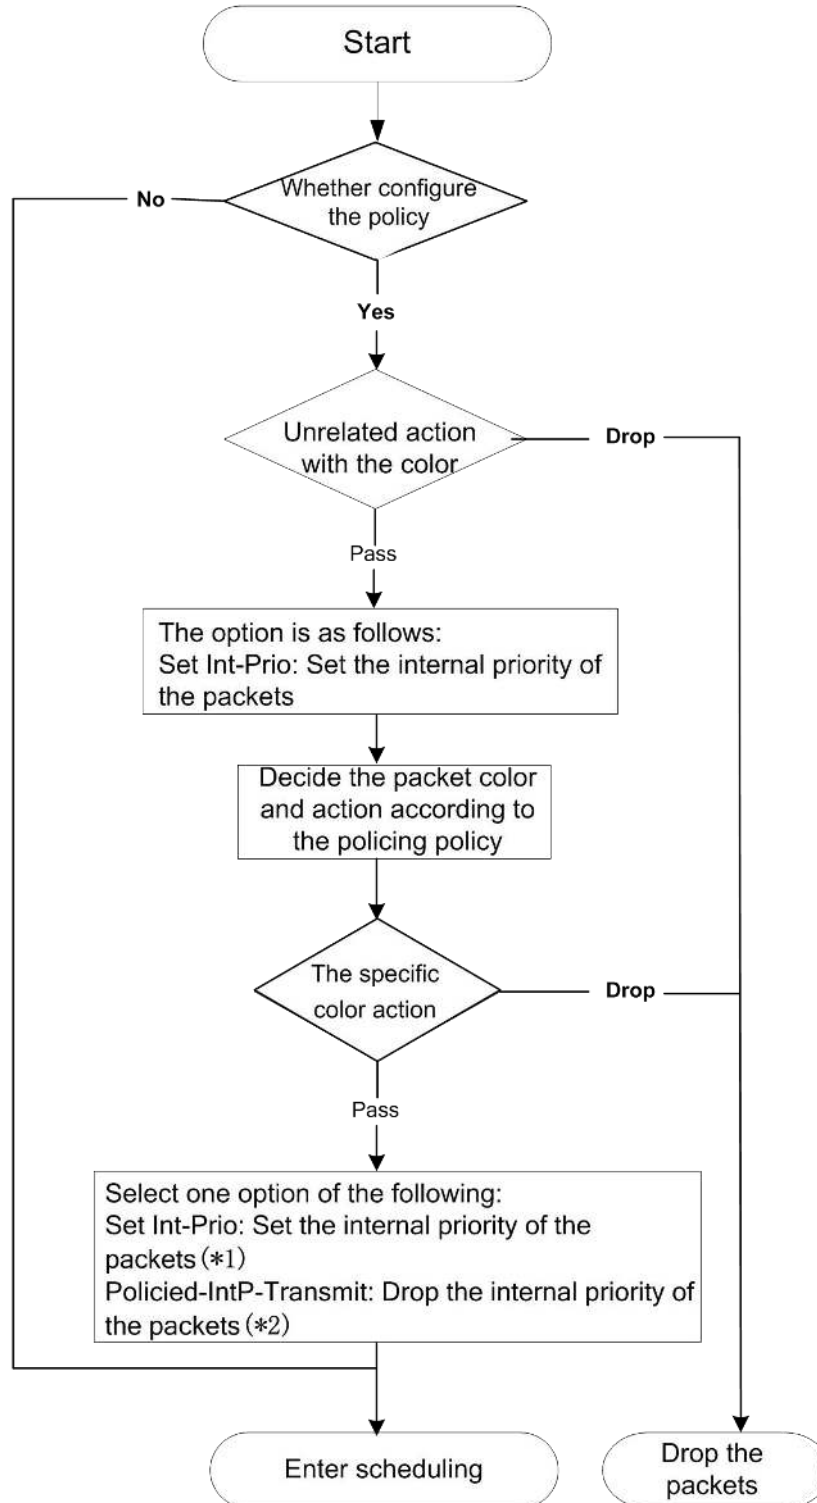 Start
Whether configure
the policy
No
Yes
Unrelated action
with the color
Drop
Pass
The option is as follows:
Set Int-Prio: Set the internal priority of
the packets
Decide the packet color
and action according to
the policing policy
The specific
color action
Drop
Pass
Select one option of the following:
Set Int-Prio: Set the internal priority of the
packets(*1)
Policied-IntP-Transmit: Drop the internal priority of
the packets(*2)
Enter scheduling
Drop the
packets